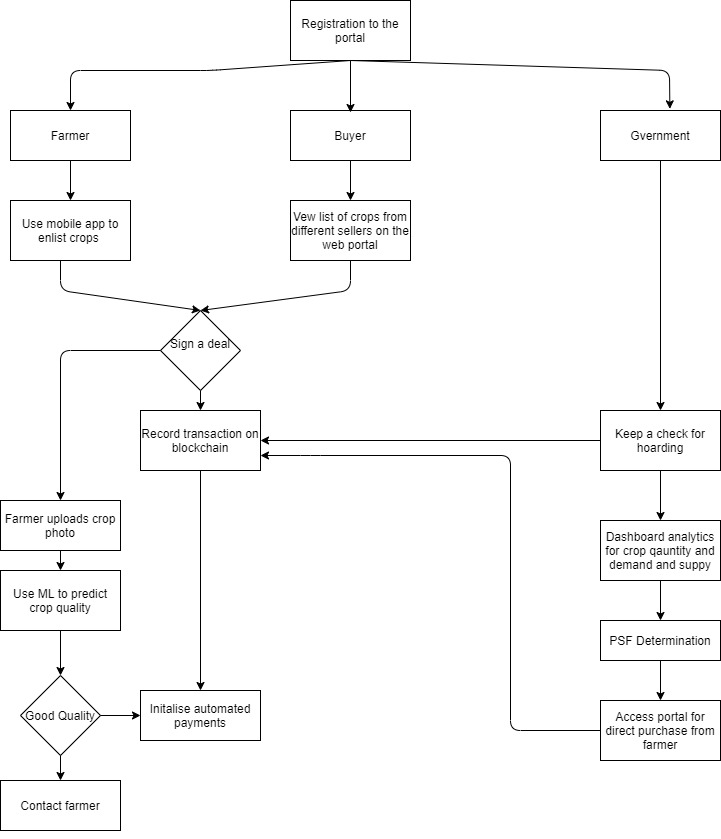 Registration to the
portal
Farmer
Buyer
Gvernment
Use mobile app to
enlist crops
Vew list of crops from
different sellers on the
web portal
Sign a deal
Record transaction on
blockchain
Keep a check for
hoarding
Farmer uploads crop
photo
Dashboard analytics
for crop qauntity and
demand and suppy
Use ML to predict
crop quality
PSF Determination
Good Quality
Initalise automated
payments
Access portal for
direct purchase from
farmer
Contact farmer